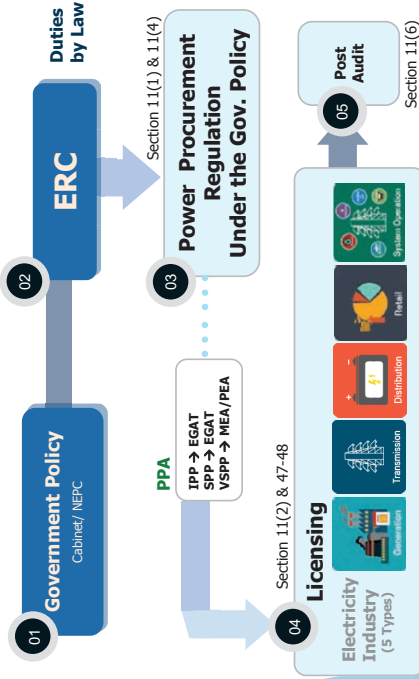 01
Government Policy
Cabinet/ NEPC
02
ERC
Duties
by Law
Section 11(1) & 11(4)
03
Power Procurement
Regulation
Under the Gov. Policy
PPA
IPP → EGAT
SPP → EGAT
VSPP → MEA/PEA
Section 11(2) & 47-48
04
Licensing
Electricity
Industry
(5 Types)
Generation
Transmission
Distribution
Retail
System Operation
05
Post
Audit
Section 11(6)